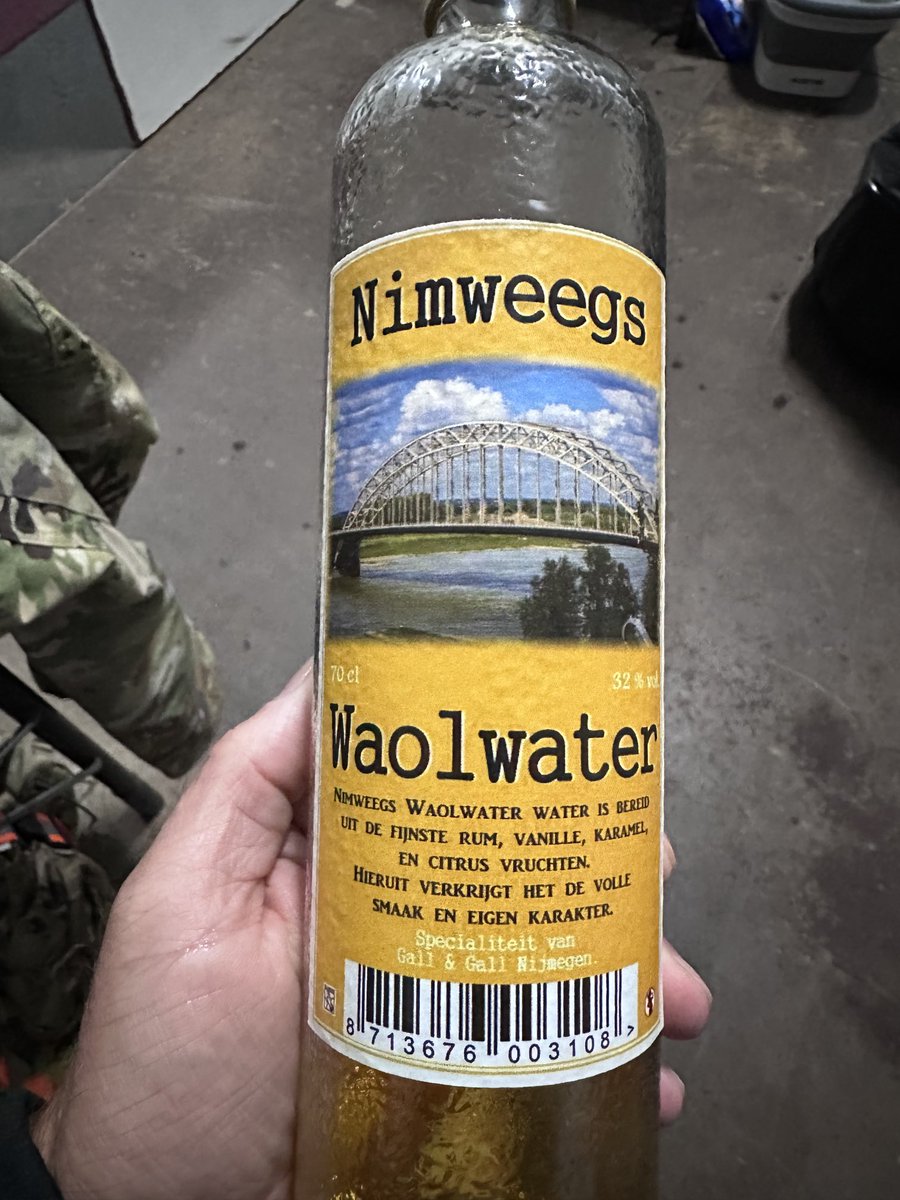 Nimweegs
70 cl
32 % vol
Waolwater
Nimweegs Waolwater water is bereid
uit de fijnste rum, vanille, karamel,
en citrus vruchten.
Hieruit verkrijgt het de volle
smaak en eigen karakter.
Specialiteit van
Gall & Gall Nijmegen.
8 713676 003108 >